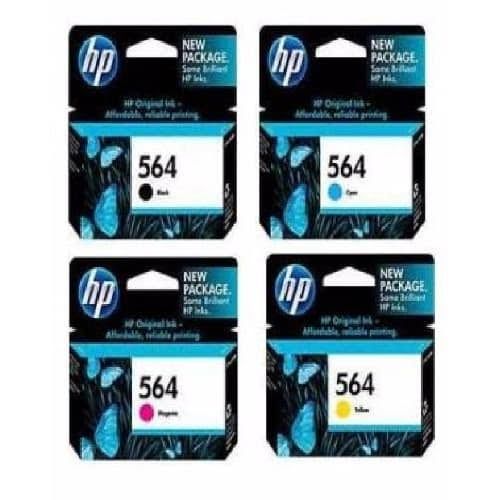 hp
NEW
PACKAGE.
Same Brilliant
HP Inks.
HP Original Ink –
Affordable, reliable printing.
564
Black
hp
NEW
PACKAGE.
Same Brilliant
HP Inks.
HP Original Ink –
Affordable, reliable printing.
564
Cyan
hp
NEW
PACKAGE.
Same Brilliant
HP Inks.
HP Original Ink –
Affordable, reliable printing.
564
Magenta
hp
NEW
PACKAGE.
Same Brilliant
HP Inks.
HP Original Ink –
Affordable, reliable printing.
564
Yellow